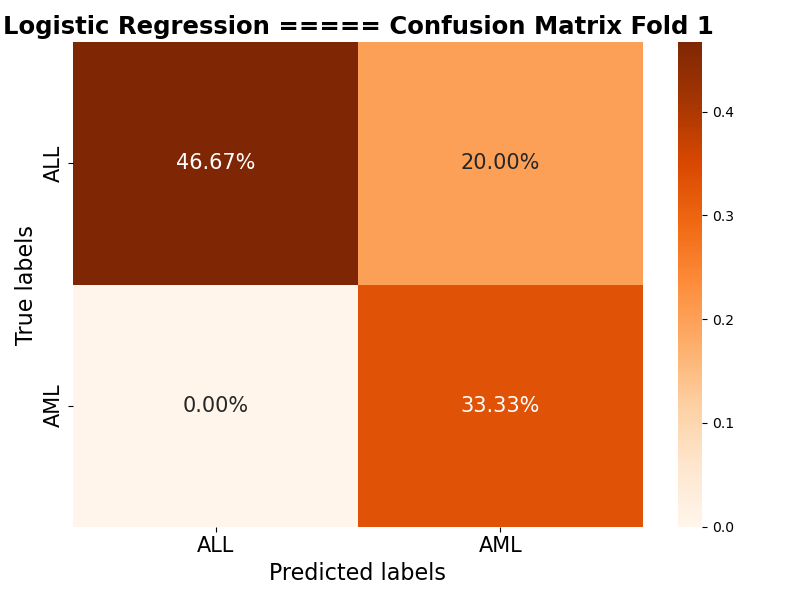 Logistic Regression ===== Confusion Matrix Fold 1
True labels
ALL
46.67%
20.00%
AML
0.00%
33.33%
ALL
AML
Predicted labels
0.4
0.3
0.2
0.1
0.0